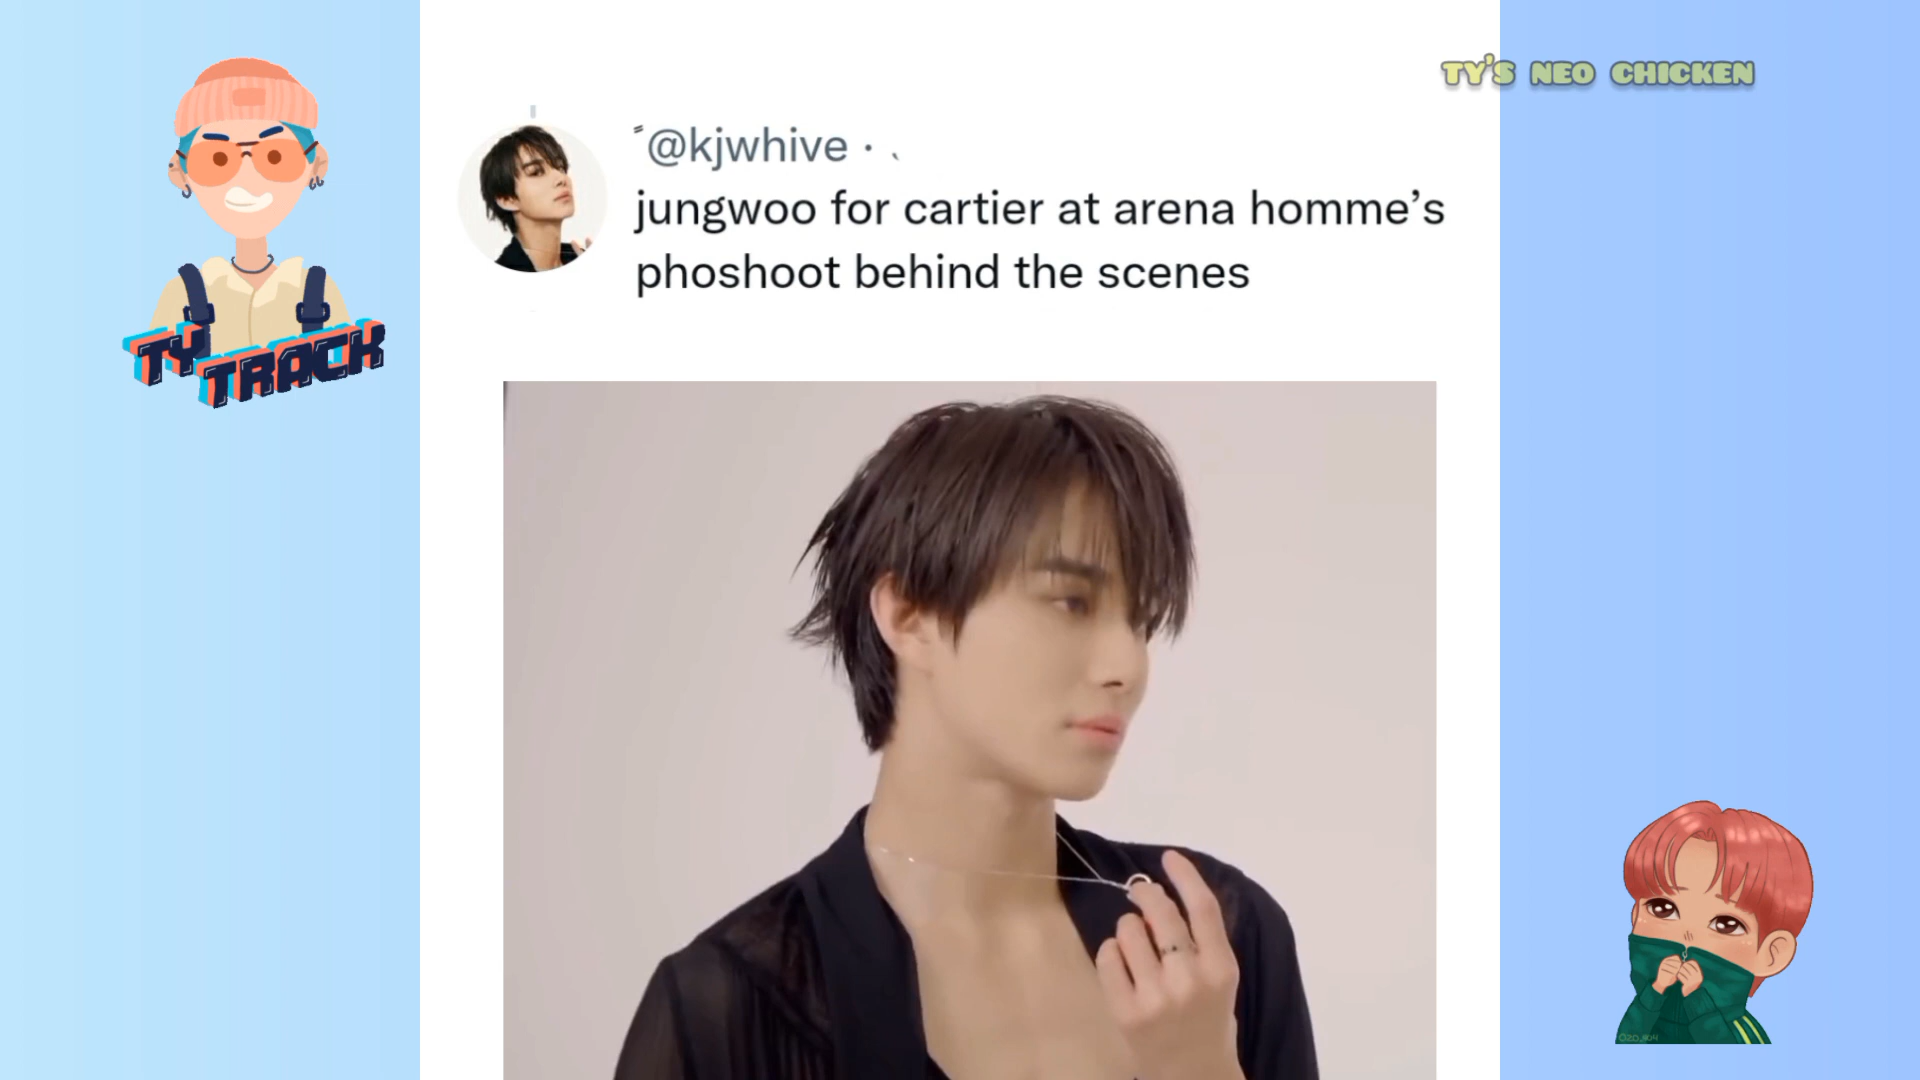 TY'S NEO CHICKEN
@kjwhive ·
jungwoo for cartier at arena homme’s
phoshoot behind the scenes
TY
TRACK